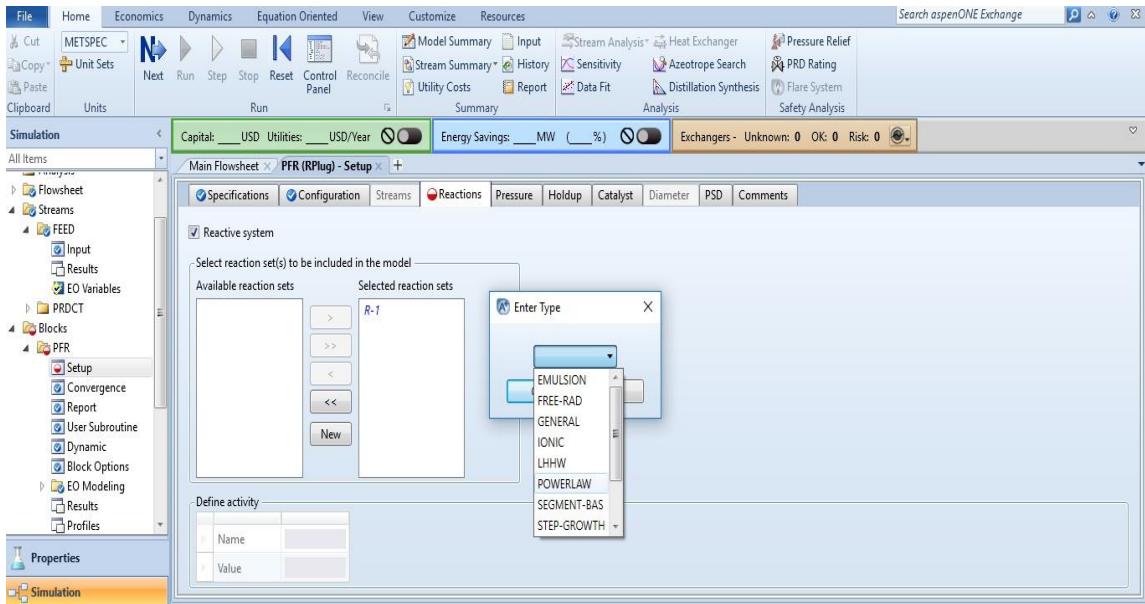 File Home Economics Dynamics Equation Oriented View Customize Resources Search aspenONE Exchange
Cut METSPEC Model Summary Input Stream Analysis Heat Exchanger Pressure Relief
Copy Unit Sets Next Run Step Stop Reset Control Panel Reconcile Stream Summary History Sensitivity Azeotrope Search PRD Rating
Paste Utility Costs Report Data Fit Distillation Synthesis Flare System
Clipboard Units Run Summary Analysis Safety Analysis
Simulation
Capital: ____USD Utilities: ____USD/Year Energy Savings: ____MW (____%) Exchangers - Unknown: 0 OK: 0 Risk: 0
All Items
Main Flowsheet PFR (RPlug) - Setup +
Flowsheet
Streams
FEED
Input
Results
EO Variables
PRDCT
Blocks
PFR
Setup
Convergence
Report
User Subroutine
Dynamic
Block Options
EO Modeling
Results
Profiles
Properties
Simulation
Specifications Configuration Streams Reactions Pressure Holdup Catalyst Diameter PSD Comments
Reactive system
Select reaction set(s) to be included in the model
Available reaction sets Selected reaction sets
R-1
>
>>
<
<<
New
Define activity
Name
Value
Enter Type X
EMULSION
FREE-RAD
GENERAL
IONIC
LHHW
POWERLAW
SEGMENT-BAS
STEP-GROWTH